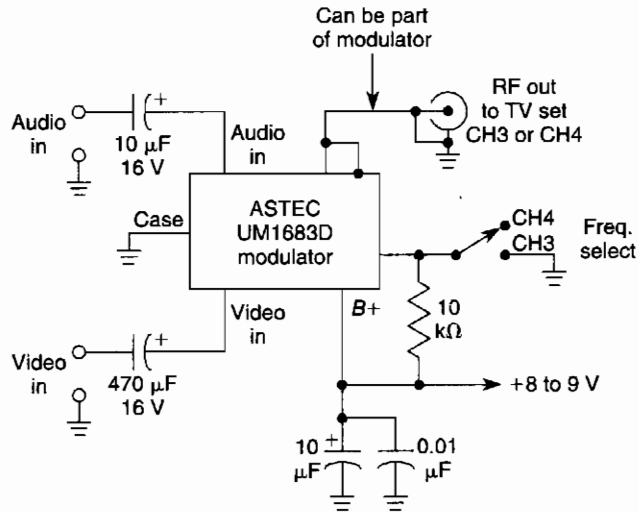 Can be part
of modulator
RF out
to TV set
CH3 or CH4
Audio
in
+
10 µF
16 V
Audio
in
Case
ASTEC
UM1683D
modulator
CH4
CH3
Freq.
select
Video
in
+
470 µF
16 V
Video
in
B+
10
kΩ
+8 to 9 V
10
µF
+
0.01
µF